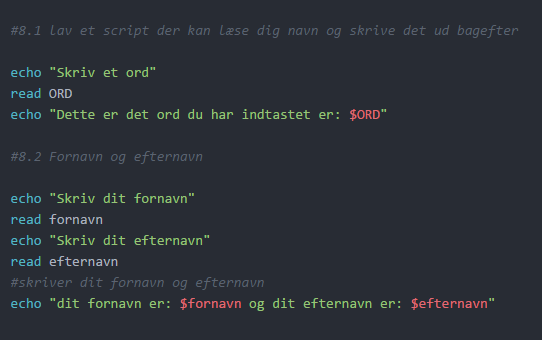 #8.1 lav et script der kan læse dig navn og skrive det ud bagefter
echo "Skriv et ord"
read ORD
echo "Dette er det ord du har indtastet er: $ORD"
#8.2 Fornavn og efternavn
echo "Skriv dit fornavn"
read fornavn
echo "Skriv dit efternavn"
read efternavn
#skriver dit fornavn og efternavn
echo "dit fornavn er: $fornavn og dit efternavn er: $efternavn"